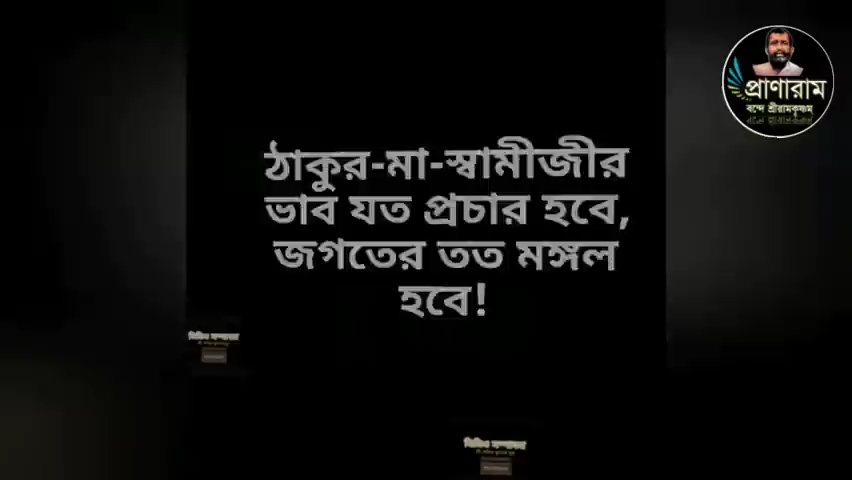 প্রাণারাম
বন্দে শ্রীরামকৃষ্ণম্
ঠাকুর-মা-স্বামীজীর
ভাব যত প্রচার হবে,
জগতের তত মঙ্গল
হবে!